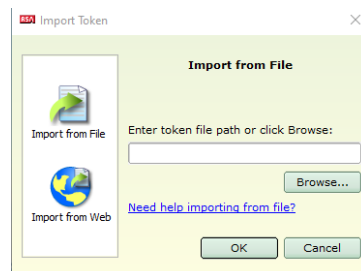 RSA Import Token
Import from File
Import from File
Enter token file path or click Browse:
Browse...
Import from Web
Need help importing from file?
OK
Cancel